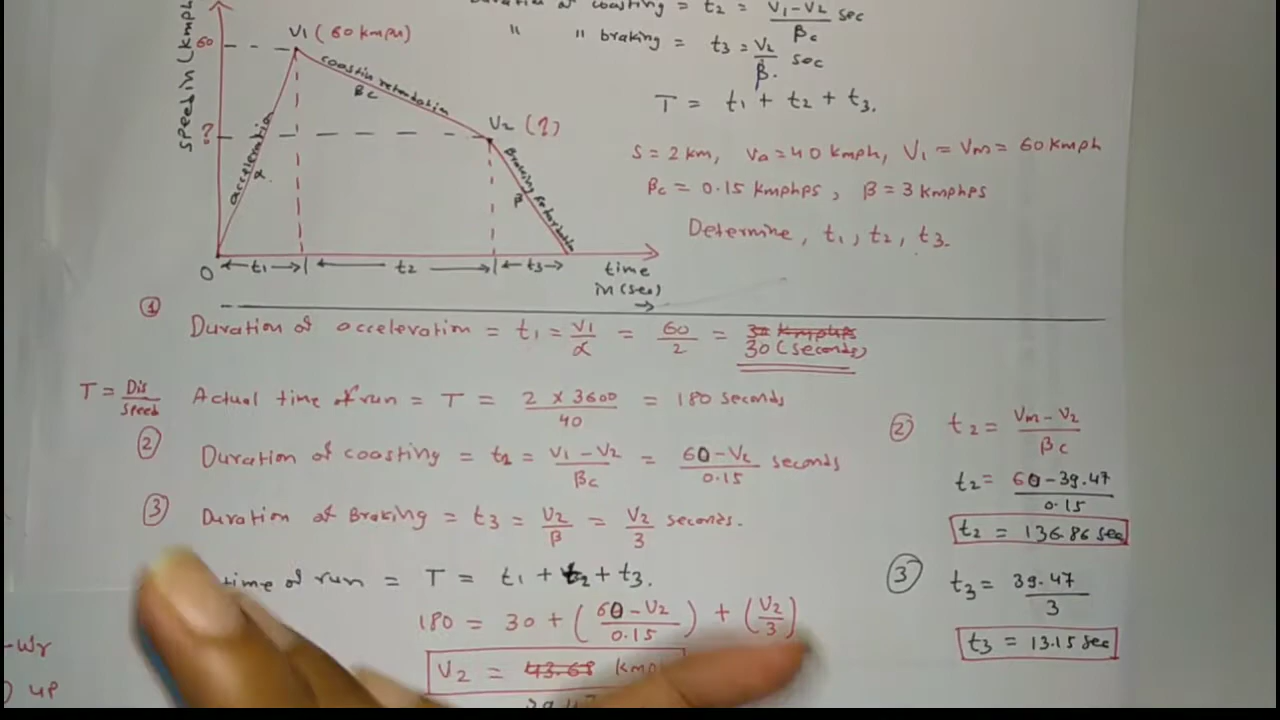 Duration of coasting = t2 = V1-V2/βc sec
" " braking = t3 = V2/β. sec
T = t1 + t2 + t3.
S = 2 km, Va = 40 kmph, V1 = Vm = 60 kmph
βc = 0.15 kmphps, β = 3 kmphps
Determine, t1, t2, t3.
speed in (kmph
60
?
V1 (60 kmph)
coastin retardation
βc
V2 (?)
acceleration
α
Braking retardation
β
O
t1
t2
t3
time
in (sec)
① Duration of acceleration = t1 = V1/α = 60/2 = 30 kmphps
30 (seconds)
T = Dis/Speed
Actual time of run = T = 2 x 3600/40 = 180 seconds
② Duration of coasting = t2 = V1-V2/βc = 60-V2/0.15 seconds
③ Duration of Braking = t3 = V2/β = V2/3 seconds.
time of run = T = t1 + t2 + t3.
180 = 30 + (60-V2/0.15) + (V2/3)
V2 = 43.68
② t2 = Vm-V2/βc
t2 = 60-39.47/0.15
t2 = 136.86 sec
③ t3 = 39.47/3
t3 = 13.15 sec
-Wr
up